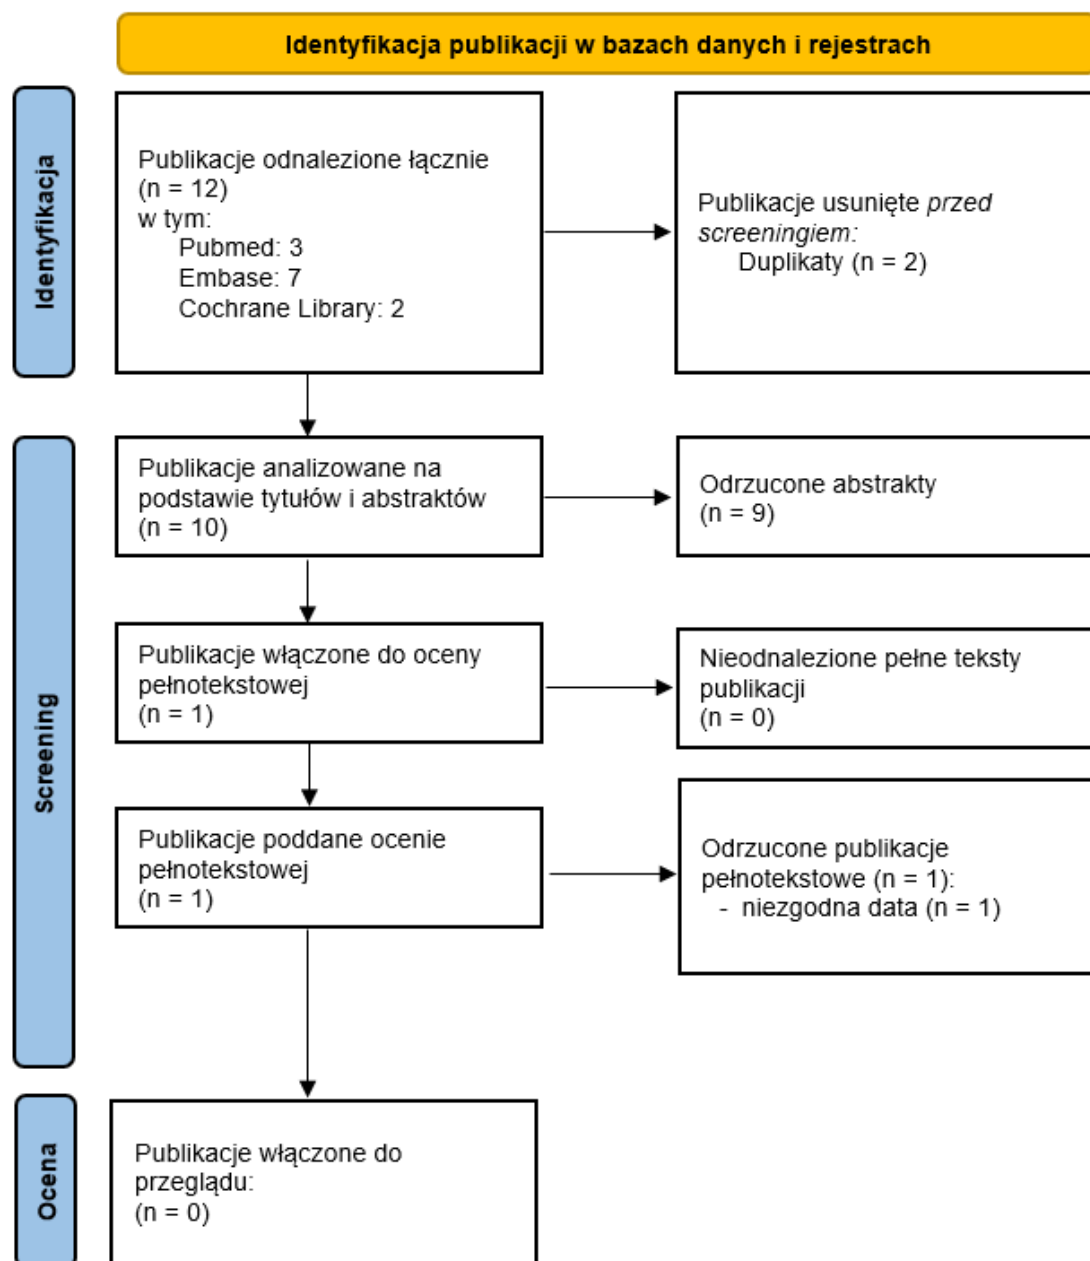 Identyfikacja publikacji w bazach danych i rejestrach
Identyfikacja
Publikacje odnalezione łącznie
(n = 12)
w tym:
Pubmed: 3
Embase: 7
Cochrane Library: 2
Publikacje usunięte przed
screeningiem:
Duplikaty (n = 2)
Screening
Publikacje analizowane na
podstawie tytułów i abstraktów
(n = 10)
Odrzucone abstrakty
(n = 9)
Publikacje włączone do oceny
pełnotekstowej
(n = 1)
Nieodnalezione pełne teksty
publikacji
(n = 0)
Publikacje poddane ocenie
pełnotekstowej
(n = 1)
Odrzucone publikacje
pełnotekstowe (n = 1):
- niezgodna data (n = 1)
Ocena
Publikacje włączone do
przeglądu:
(n = 0)